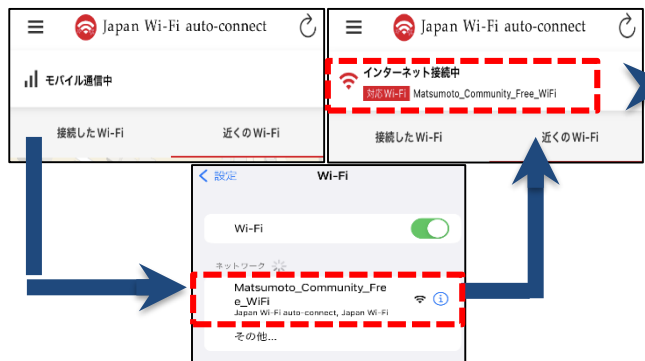 Japan Wi-Fi auto-connect
モバイル通信中
接続したWi-Fi
近くのWi-Fi
Japan Wi-Fi auto-connect
インターネット接続中
対応Wi-Fi Matsumoto_Community_Free_WiFi
接続したWi-Fi
近くのWi-Fi
設定
Wi-Fi
Wi-Fi
ネットワーク
Matsumoto_Community_Fre
e_WiFi
Japan Wi-Fi auto-connect, Japan Wi-Fi
その他...